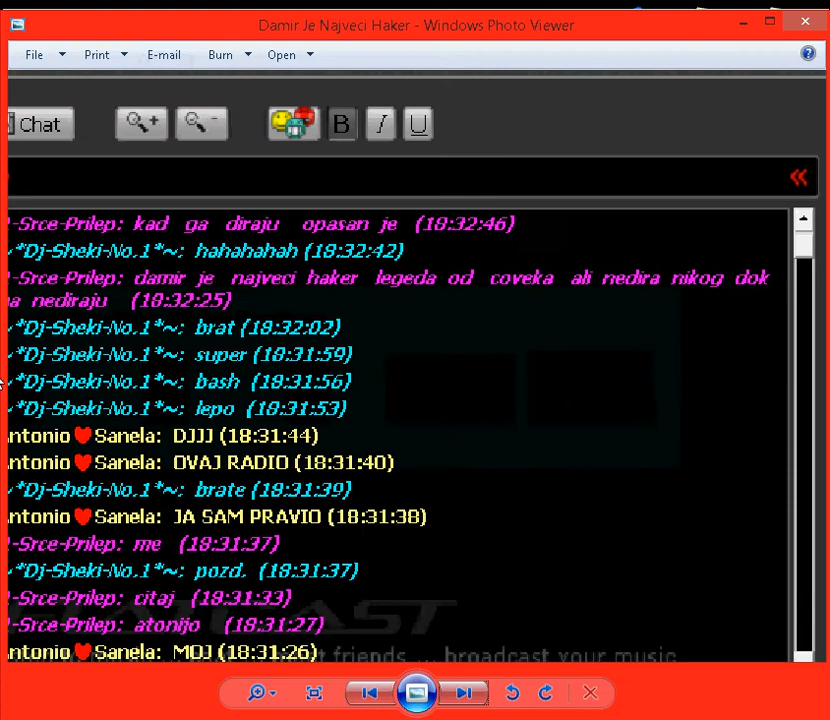 Damir Je Najveci Haker - Windows Photo Viewer
File Print E-mail Burn Open
Chat B I U
-Srce-Prilep: kad ga diraju opasan je (18:32:46)
~*Dj-Sheki-No.1*~: hahahahah (18:32:42)
-Srce-Prilep: damir je najveci haker legeda od coveka ali nedira nikog dok
ga nediraju (18:32:25)
~*Dj-Sheki-No.1*~: brat (18:32:02)
~*Dj-Sheki-No.1*~: super (18:31:59)
~*Dj-Sheki-No.1*~: bash (18:31:56)
~*Dj-Sheki-No.1*~: lepo (18:31:53)
Antonio❤Sanela: DJJJ (18:31:44)
Antonio❤Sanela: OVAJ RADIO (18:31:40)
~*Dj-Sheki-No.1*~: brate (18:31:39)
Antonio❤Sanela: JA SAM PRAVIO (18:31:38)
-Srce-Prilep: me (18:31:37)
~*Dj-Sheki-No.1*~: pozd. (18:31:37)
-Srce-Prilep: citaj (18:31:33)
-Srce-Prilep: atonijo (18:31:27)
Antonio❤Sanela: MOJ (18:31:26)
friends ... broadcast your music